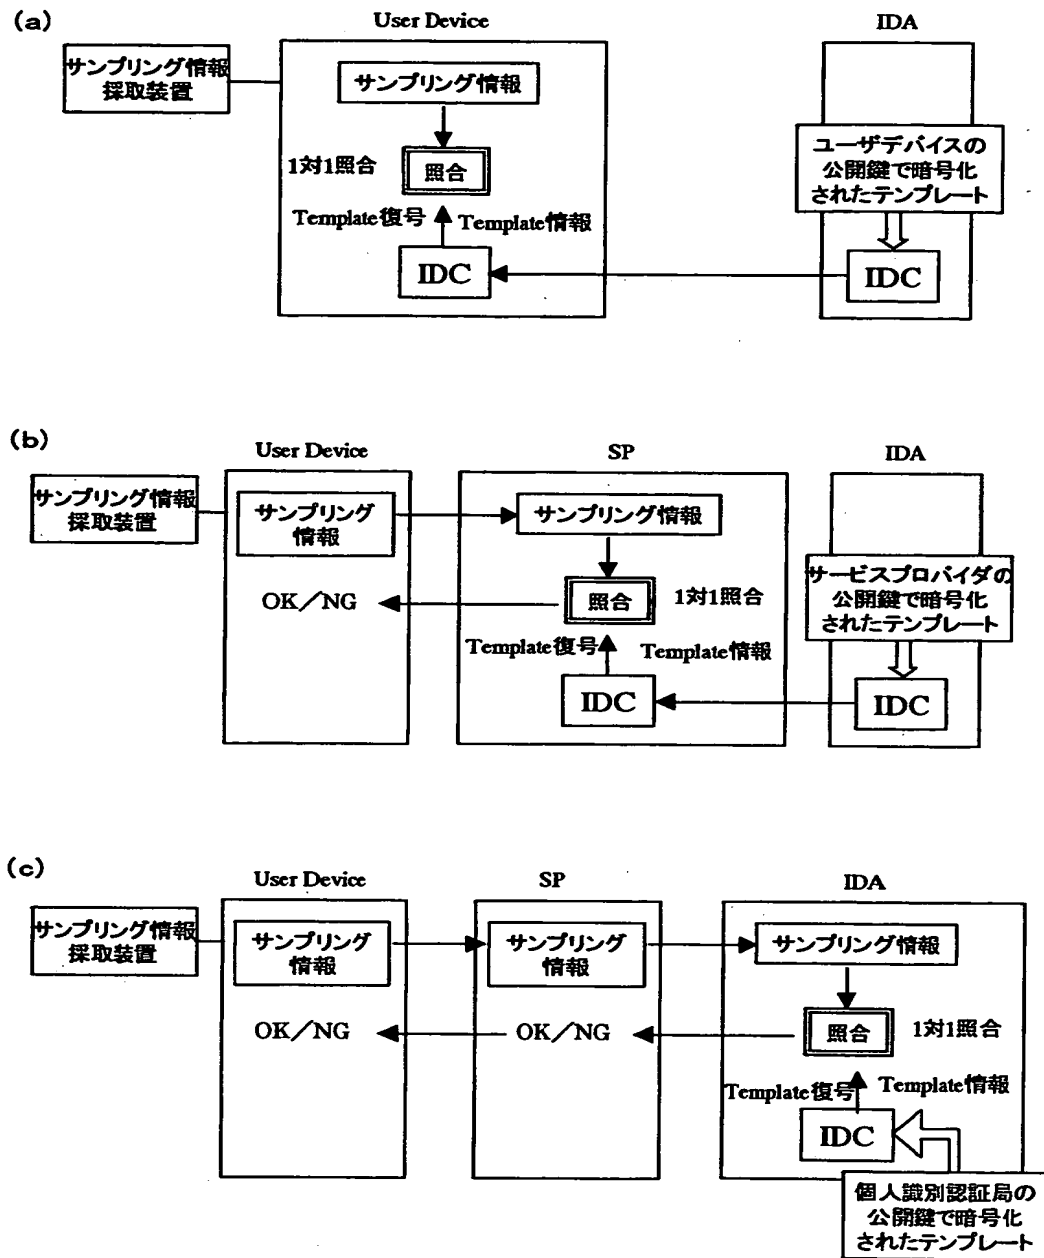 (a)
User Device
IDA
サンプリング情報
採取装置
サンプリング情報
ユーザデバイスの
公開鍵で暗号化
されたテンプレート
1対1照合
照合
Template復号
Template情報
IDC
IDC
(b)
User Device
SP
IDA
サンプリング情報
採取装置
サンプリング
情報
サンプリング情報
サービスプロバイダの
公開鍵で暗号化
されたテンプレート
OK/NG
照合
1対1照合
Template復号
Template情報
IDC
IDC
(c)
User Device
SP
IDA
サンプリング情報
採取装置
サンプリング
情報
サンプリング
情報
サンプリング情報
OK/NG
OK/NG
照合
1対1照合
Template復号
Template情報
IDC
個人識別認証局の
公開鍵で暗号化
されたテンプレート